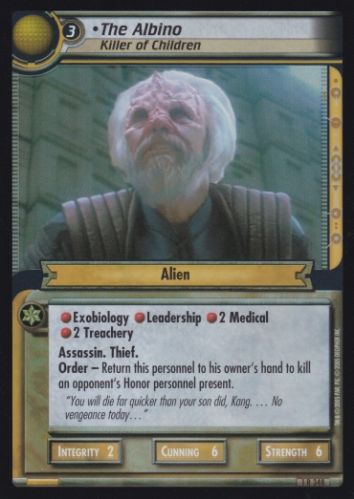 3
•The Albino
Killer of Children
Alien
Exobiology Leadership 2 Medical
2 Treachery
Assassin. Thief.
Order – Return this personnel to his owner's hand to kill
an opponent's Honor personnel present.
"You will die far quicker than your son did, Kang. … No
vengeance today…"
INTEGRITY 2 CUNNING 6 STRENGTH 6